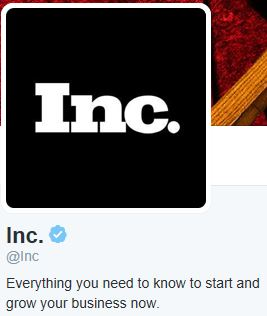 Inc.
Inc.
@Inc
Everything you need to know to start and
grow your business now.